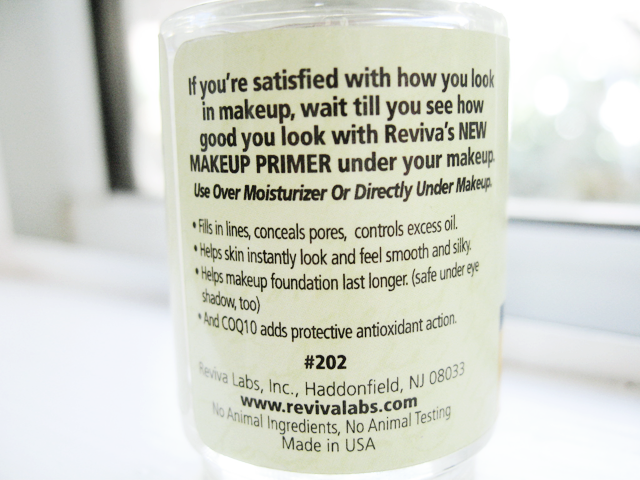 If you're satisfied with how you look
in makeup, wait till you see how
good you look with Reviva's NEW
MAKEUP PRIMER under your makeup.
Use Over Moisturizer Or Directly Under Makeup.
• Fills in lines, conceals pores, controls excess oil.
• Helps skin instantly look and feel smooth and silky.
• Helps makeup foundation last longer. (safe under eye
shadow, too)
• And COQ10 adds protective antioxidant action.
#202
Reviva Labs, Inc., Haddonfield, NJ 08033
www.revivalabs.com
No Animal Ingredients, No Animal Testing
Made in USA